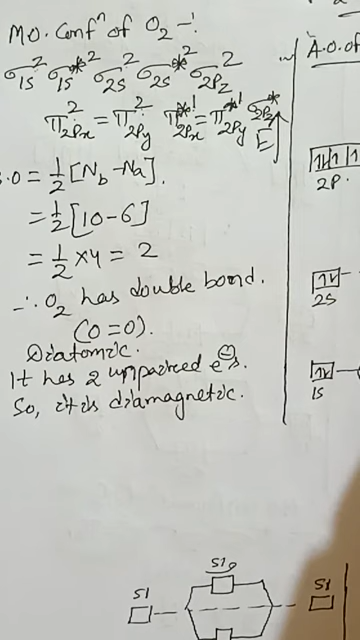 M.O. Confⁿ of O₂ -:
σ1s² σ*1s² σ2s² σ*2s² σ2Pz²
π2Px² = π2Py² π*2Px¹ = π*2Py¹ σ*2Pz
B.O = ½ [Nb - Na].
= ½ [10 - 6]
= ½ × 4 = 2
∴ O₂ has double bond.
(O=O).
Diatomic.
It has 2 unpaired e⊖s.
So, it is diamagnetic.
E
A.O. of
2P.
2S
1S
S1
S1